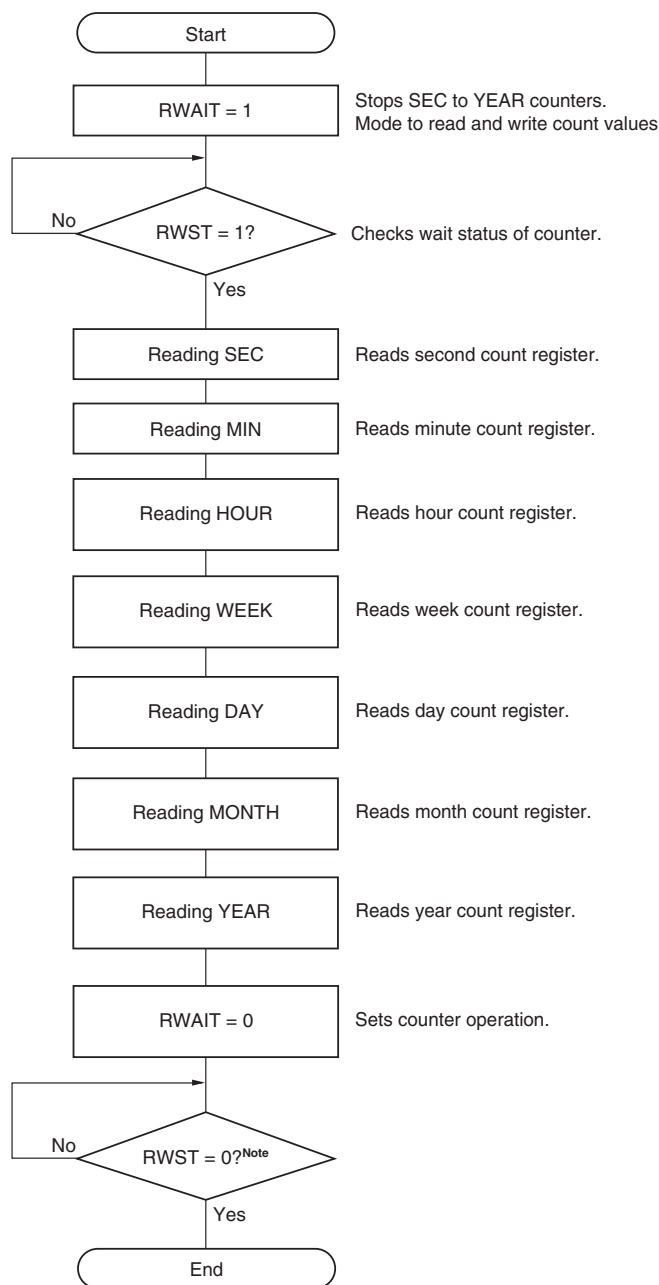 Start
RWAIT = 1
Stops SEC to YEAR counters.
Mode to read and write count values
No
RWST = 1?
Checks wait status of counter.
Yes
Reading SEC
Reads second count register.
Reading MIN
Reads minute count register.
Reading HOUR
Reads hour count register.
Reading WEEK
Reads week count register.
Reading DAY
Reads day count register.
Reading MONTH
Reads month count register.
Reading YEAR
Reads year count register.
RWAIT = 0
Sets counter operation.
No
RWST = 0?Note
Yes
End